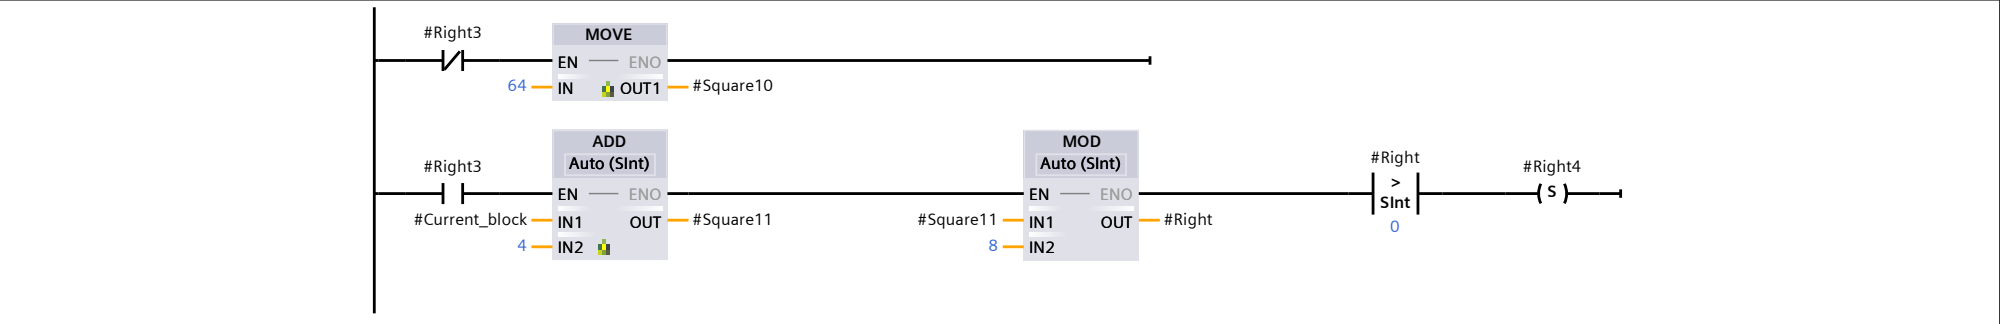 #Right3
MOVE
EN ENO
64 IN OUT1 #Square10
ADD MOD
Auto (SInt) Auto (SInt) #Right
#Right3 #Right4
> S
EN ENO EN ENO SInt
#Current_block IN1 OUT #Square11 #Square11 IN1 OUT #Right 0
4 IN2 8 IN2